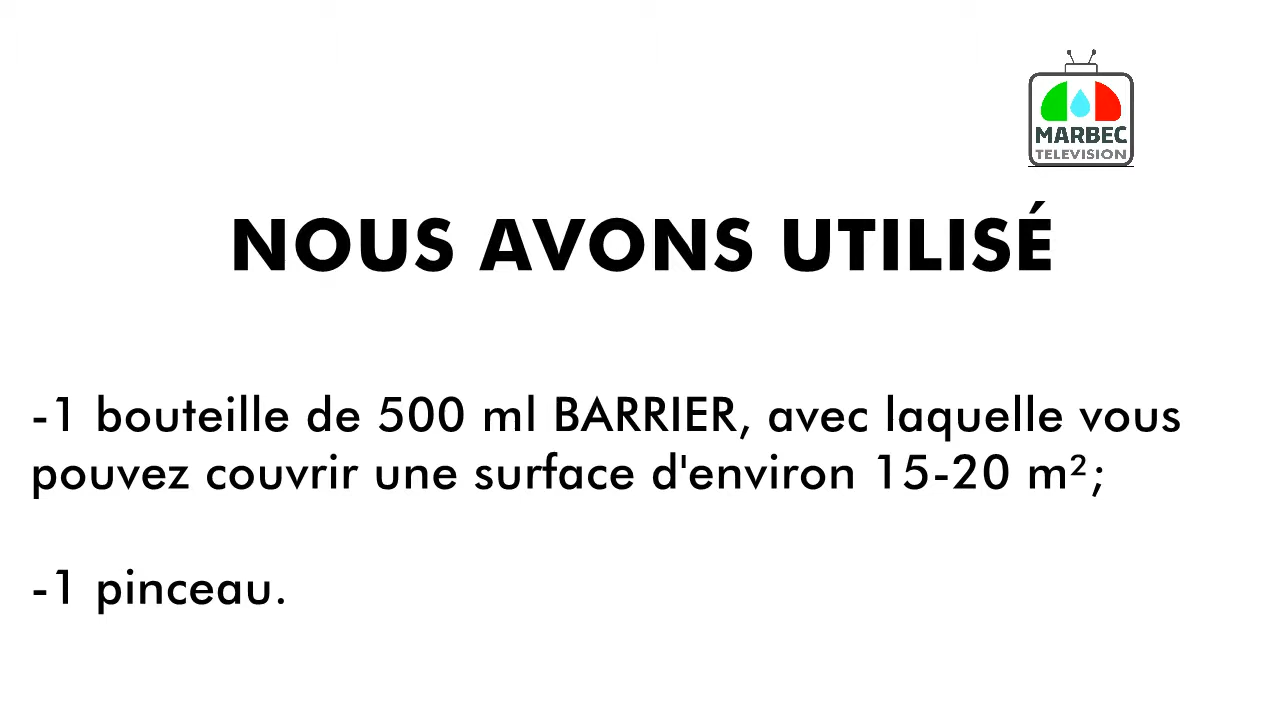 MARBEC
TELEVISION
NOUS AVONS UTILISÉ
-1 bouteille de 500 ml BARRIER, avec laquelle vous
pouvez couvrir une surface d'environ 15-20 m²;
-1 pinceau.